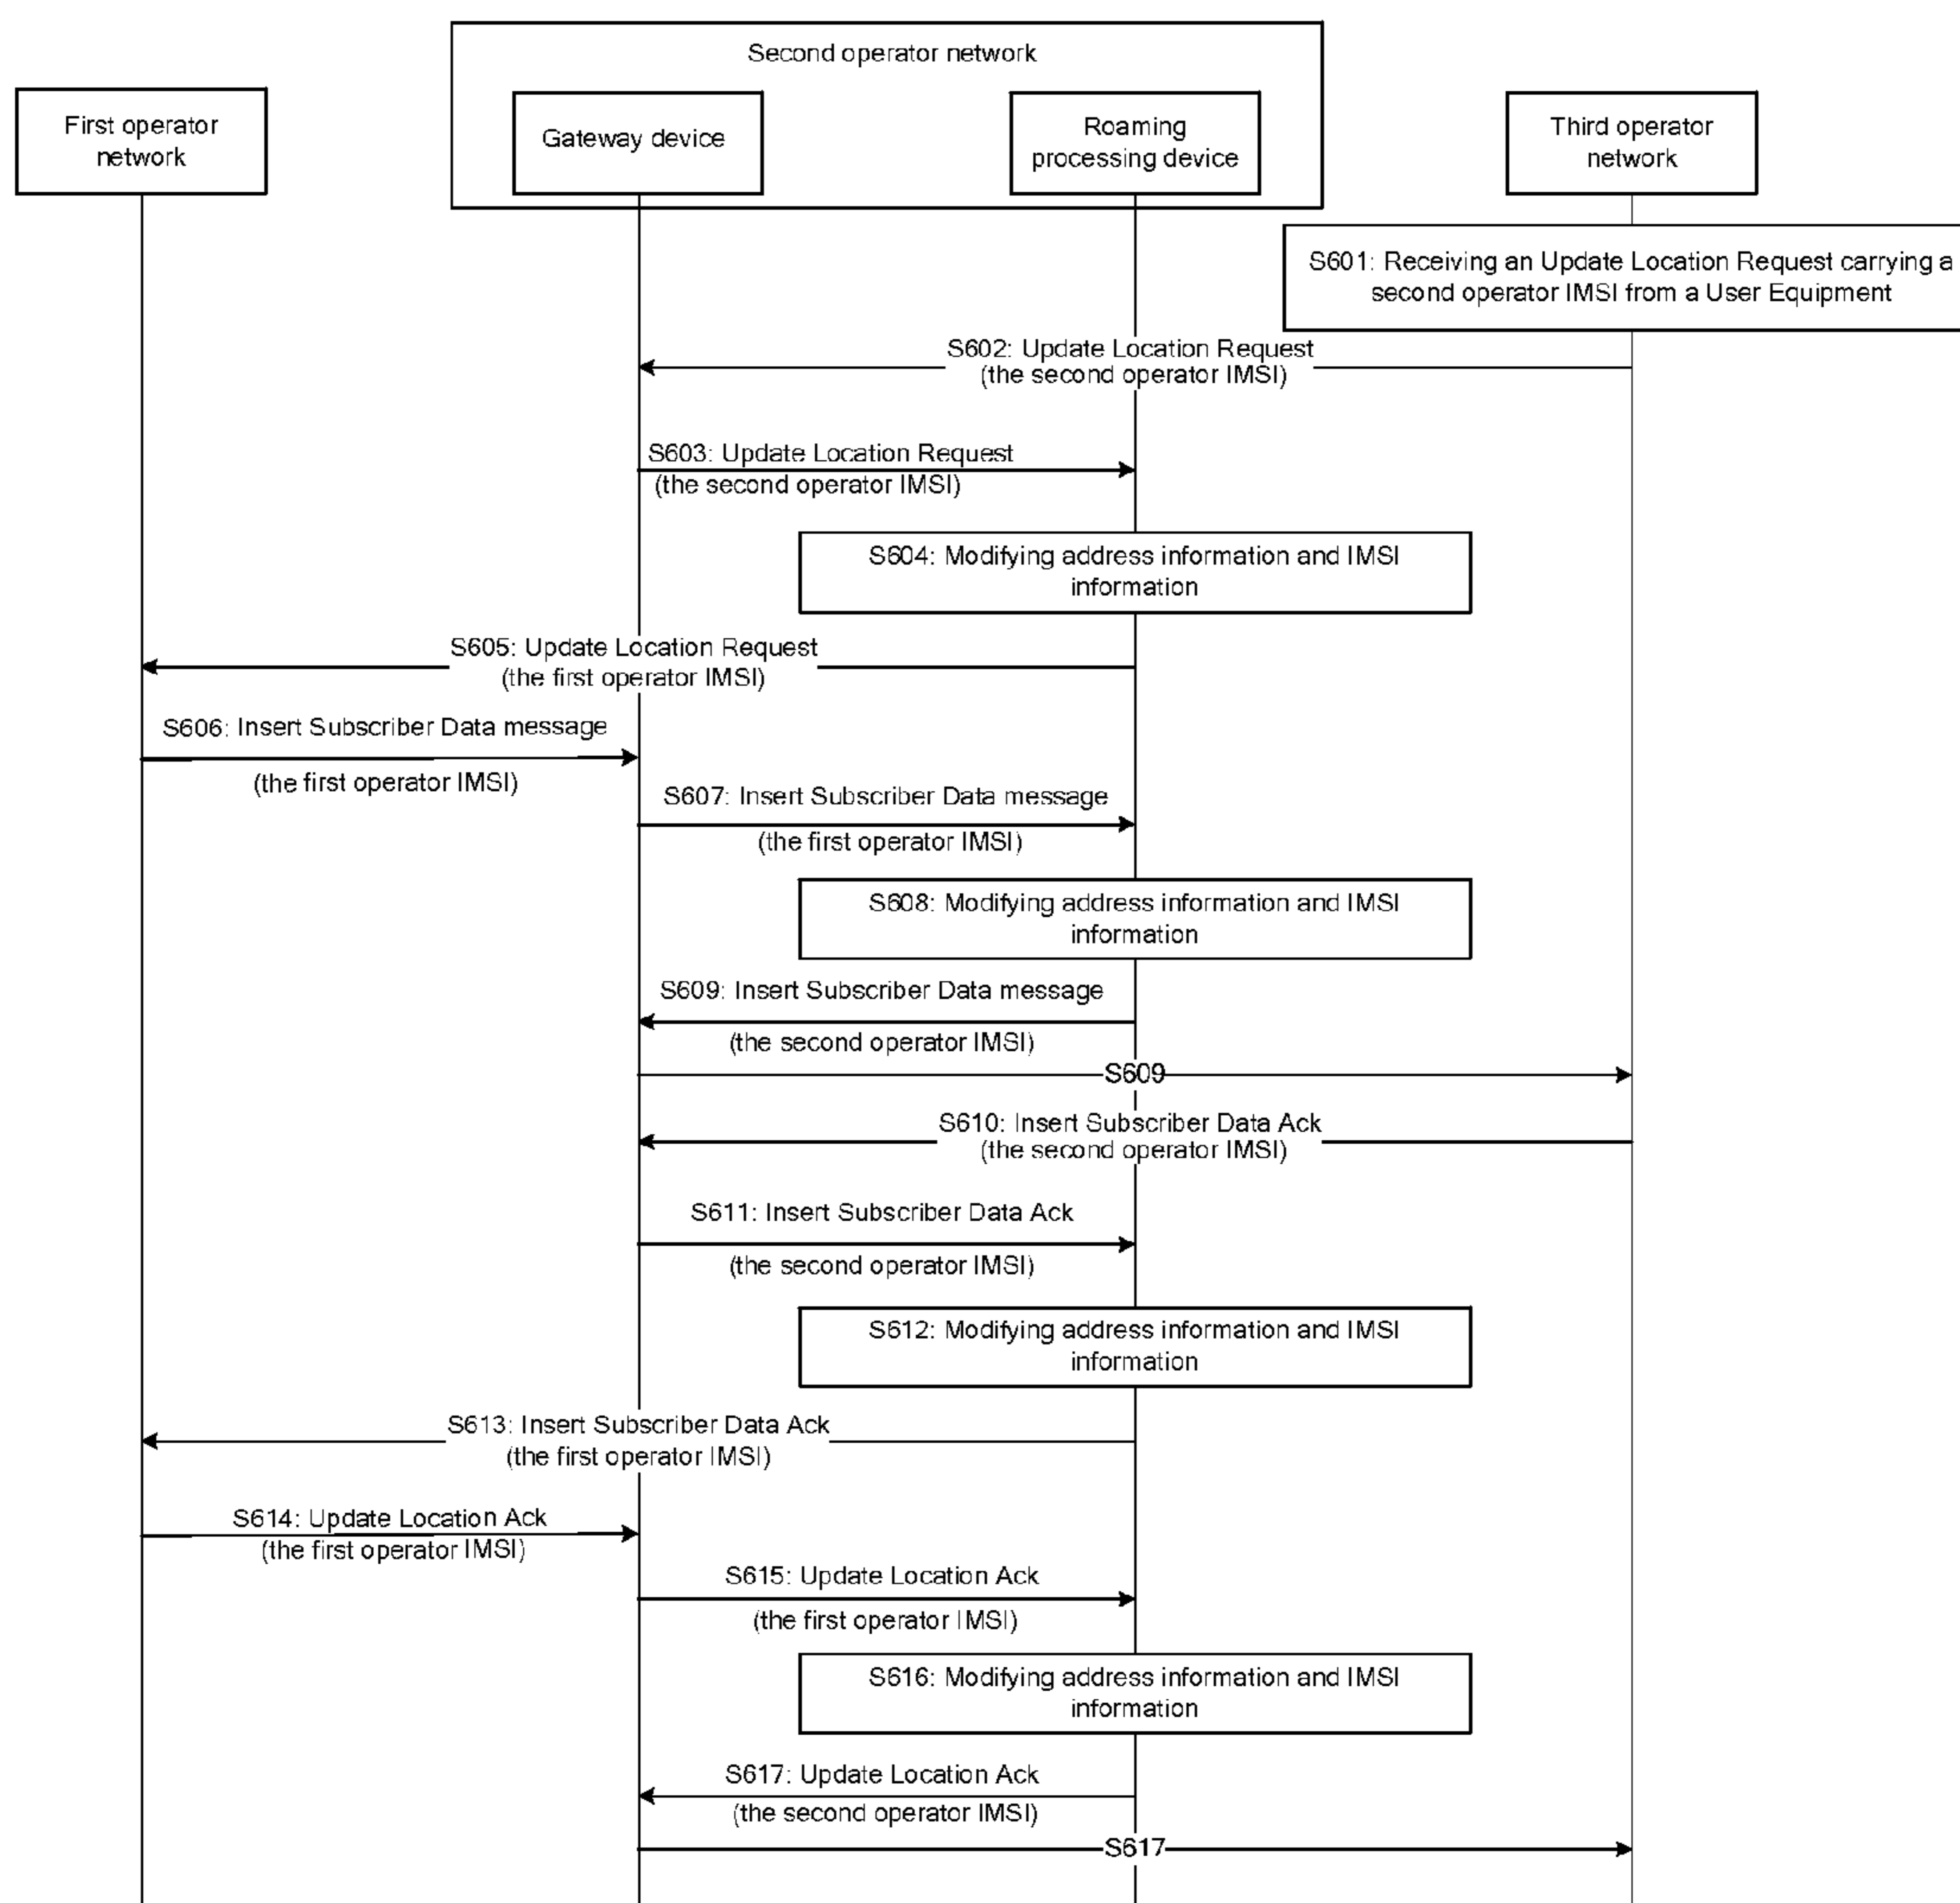 Second operator network
First operator
network
Gateway device
Roaming
processing device
Third operator
network
S601: Receiving an Update Location Request carrying a
second operator IMSI from a User Equipment
S602: Update Location Request
(the second operator IMSI)
S603: Update Location Request
(the second operator IMSI)
S604: Modifying address information and IMSI
information
S605: Update Location Request
(the first operator IMSI)
S606: Insert Subscriber Data message
(the first operator IMSI)
S607: Insert Subscriber Data message
(the first operator IMSI)
S608: Modifying address information and IMSI
information
S609: Insert Subscriber Data message
(the second operator IMSI)
S609
S610: Insert Subscriber Data Ack
(the second operator IMSI)
S611: Insert Subscriber Data Ack
(the second operator IMSI)
S612: Modifying address information and IMSI
information
S613: Insert Subscriber Data Ack
(the first operator IMSI)
S614: Update Location Ack
(the first operator IMSI)
S615: Update Location Ack
(the first operator IMSI)
S616: Modifying address information and IMSI
information
S617: Update Location Ack
(the second operator IMSI)
S617